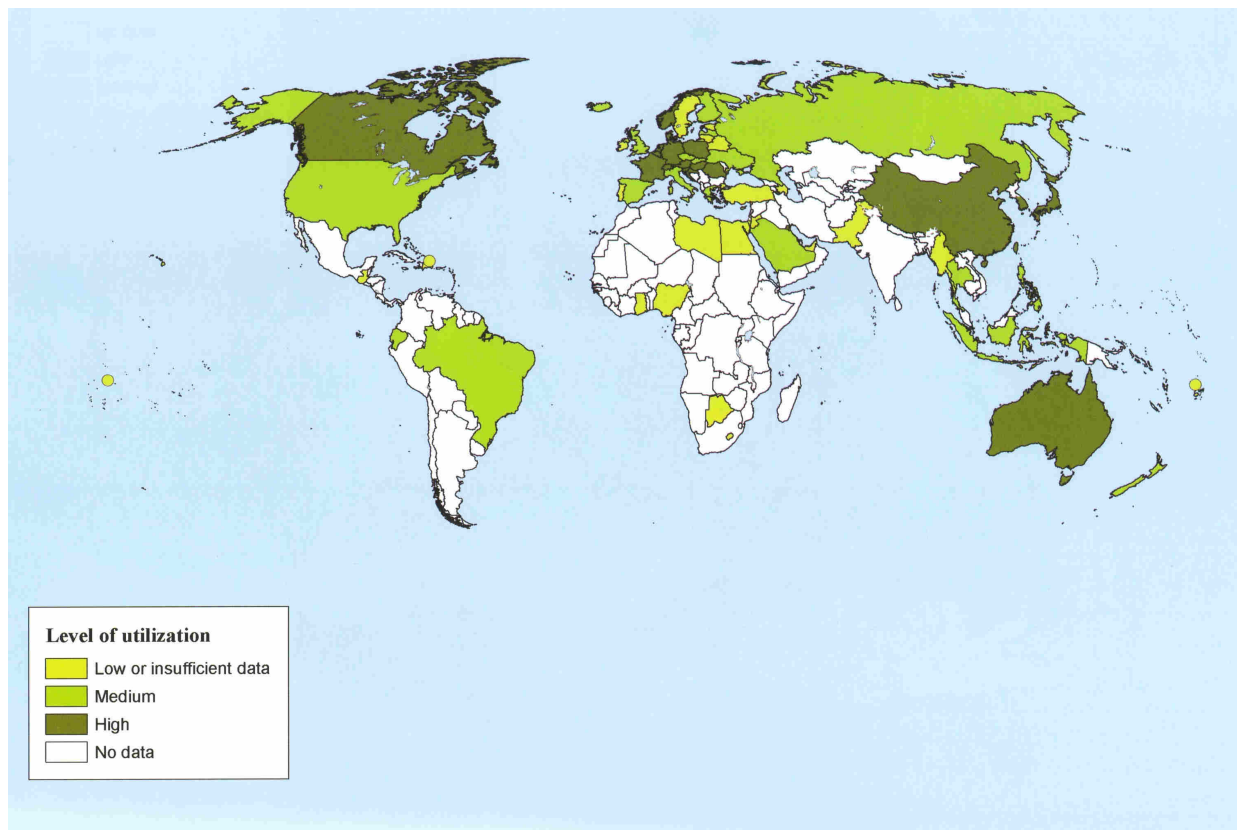 Level of utilization
Low or insufficient data
Medium
High
No data